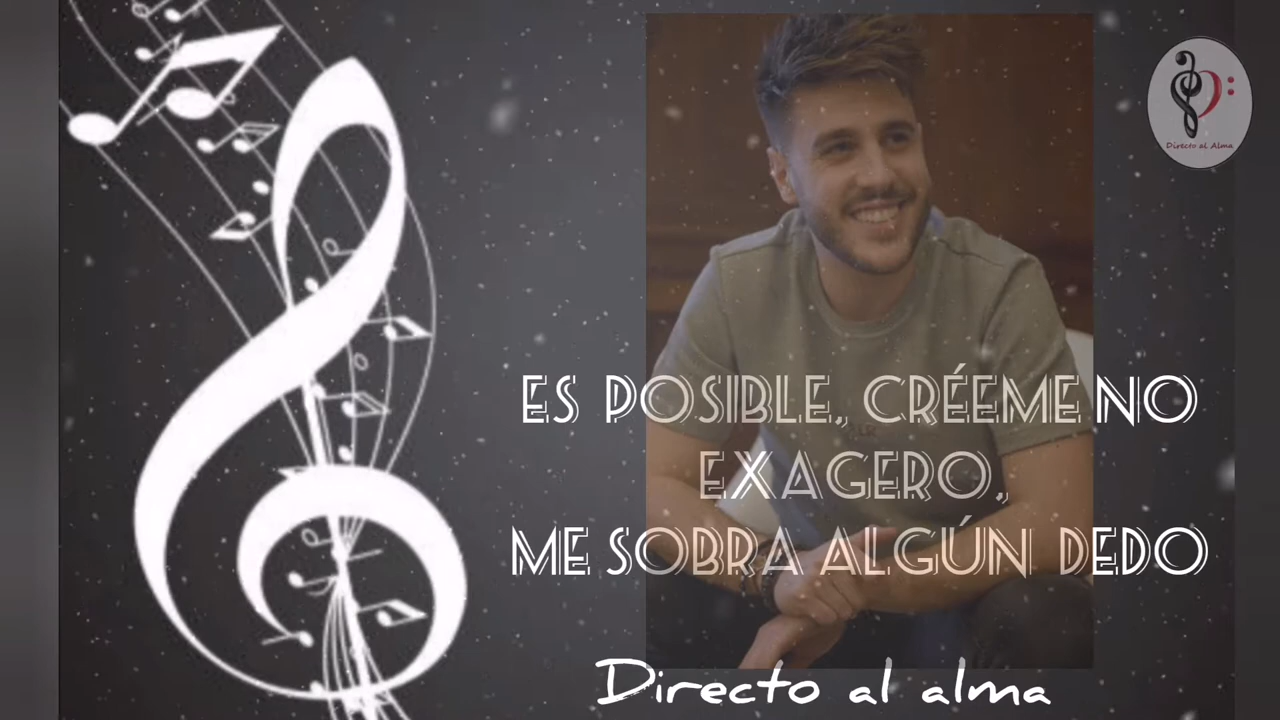 Directo al Alma
ES POSIBLE, CRÉEME NO
EXAGERO,
ME SOBRA ALGÚN DEDO
Directo al alma